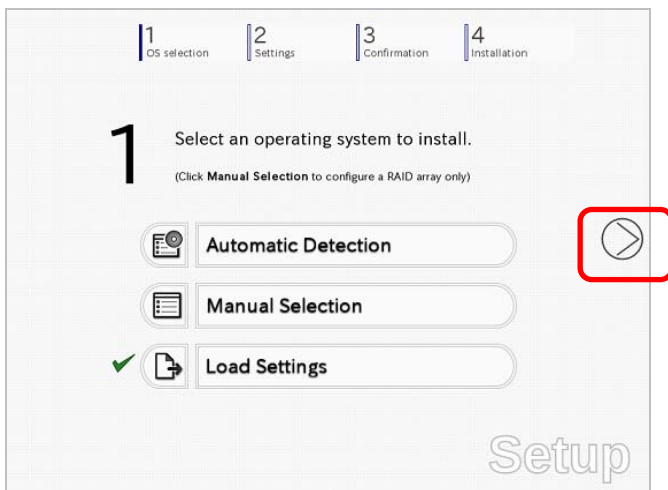 1
OS selection
2
Settings
3
Confirmation
4
Installation
1
Select an operating system to install.
(Click Manual Selection to configure a RAID array only)
Automatic Detection
Manual Selection
Load Settings
Setup